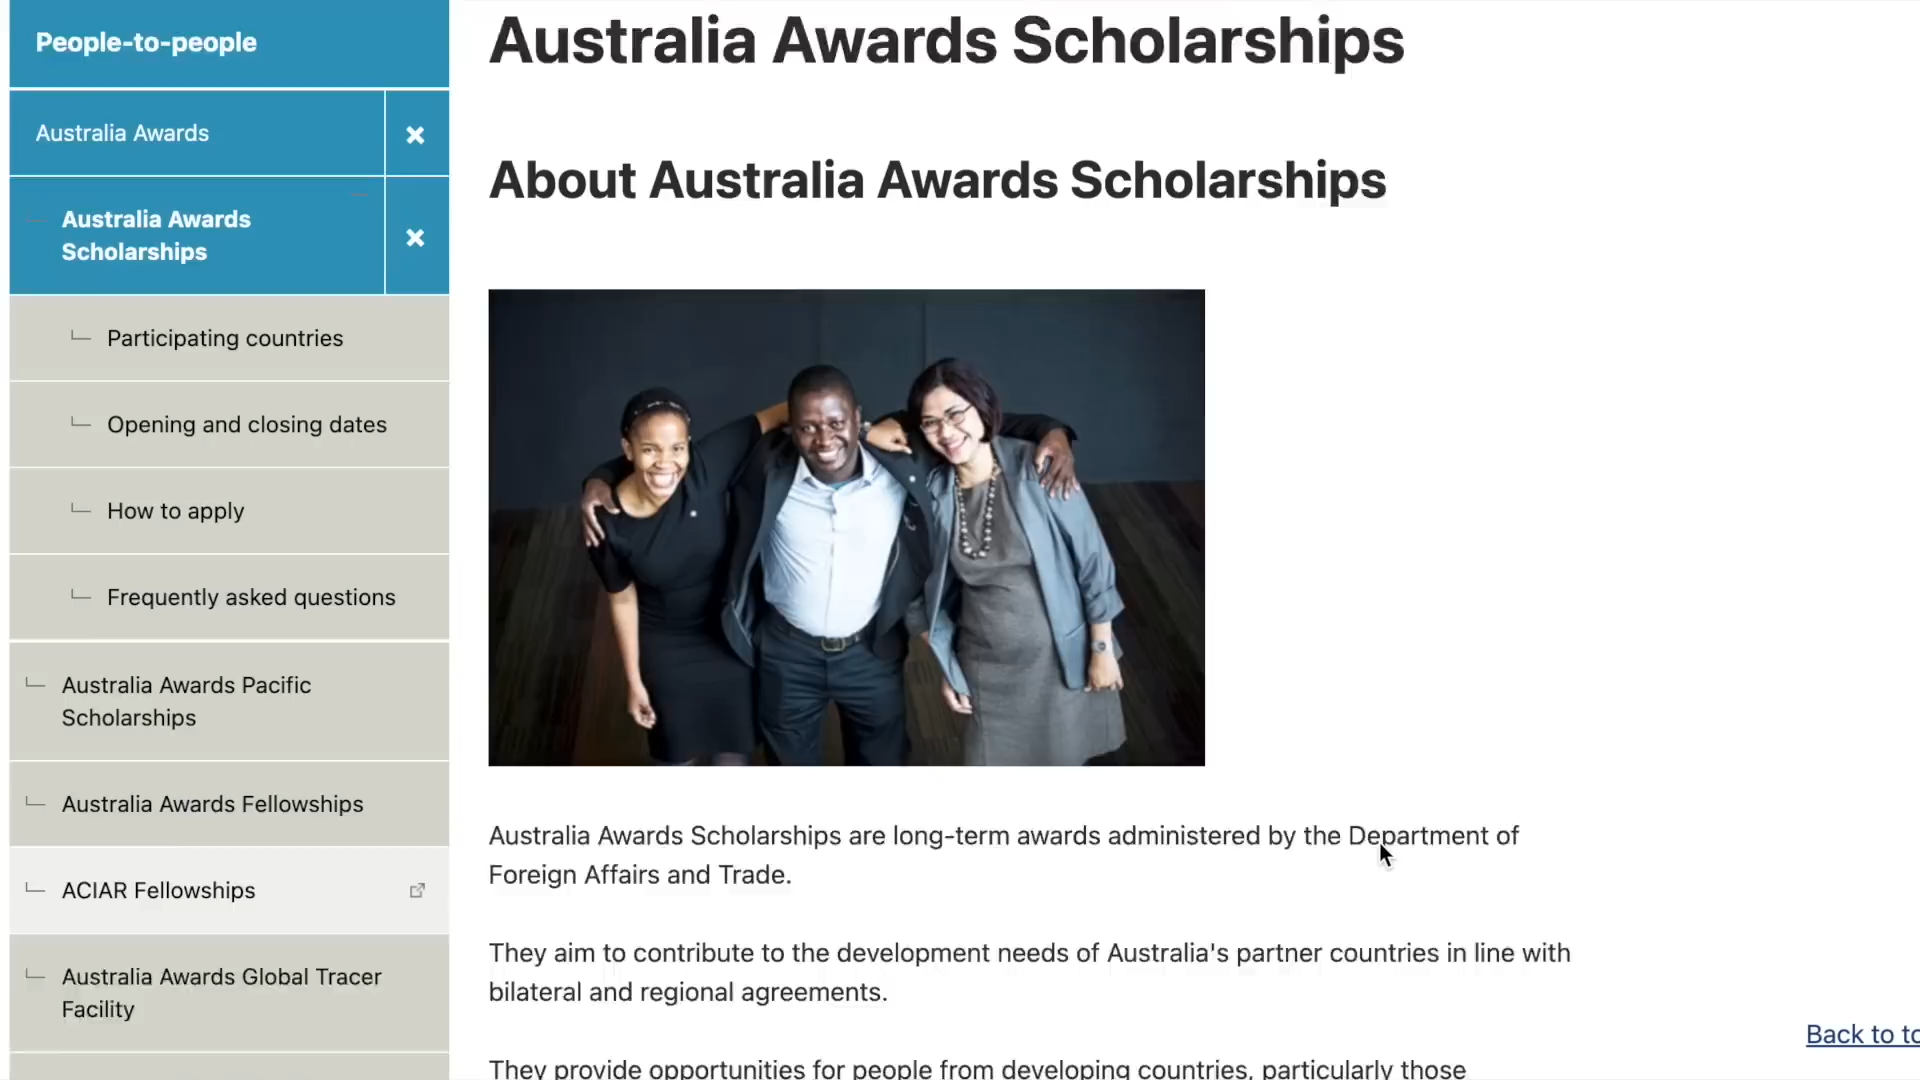 People-to-people
Australia Awards
Australia Awards
Scholarships
Participating countries
Opening and closing dates
How to apply
Frequently asked questions
Australia Awards Pacific
Scholarships
Australia Awards Fellowships
ACIAR Fellowships
Australia Awards Global Tracer
Facility
Australia Awards Scholarships
About Australia Awards Scholarships
Australia Awards Scholarships are long-term awards administered by the Department of
Foreign Affairs and Trade.
They aim to contribute to the development needs of Australia's partner countries in line with
bilateral and regional agreements.
They provide opportunities for people from developing countries, particularly those
Back to